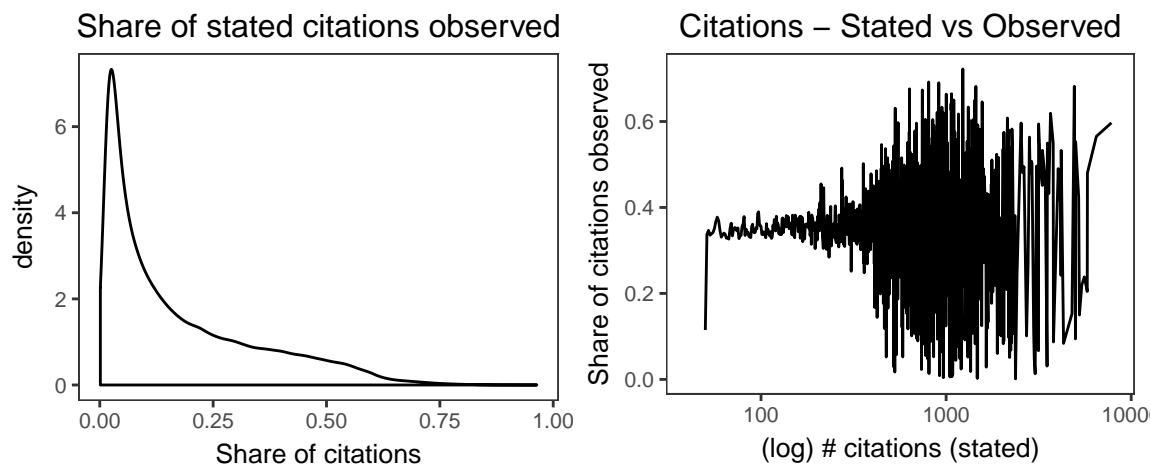 Share of stated citations observed
density
6
4
2
0
0.00 0.25 0.50 0.75 1.00
Share of citations
Citations – Stated vs Observed
Share of citations observed
0.6
0.4
0.2
0.0
100 1000 1000
(log) # citations (stated)